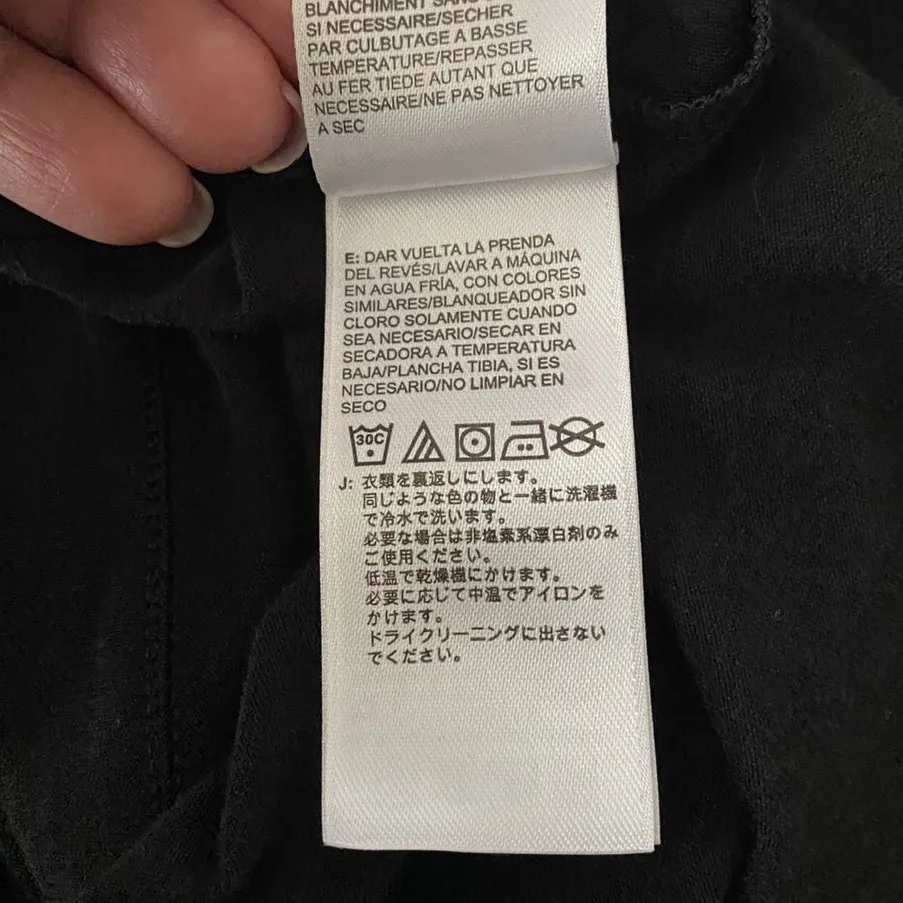 BLANCHIMENT SANS
SI NECESSAIRE/SECHER
PAR CULBUTAGE A BASSE
TEMPERATURE/REPASSER
AU FER TIEDE AUTANT QUE
NECESSAIRE/NE PAS NETTOYER
A SEC
E: DAR VUELTA LA PRENDA
DEL REVÉS/LAVAR A MÁQUINA
EN AGUA FRÍA, CON COLORES
SIMILARES/BLANQUEADOR SIN
CLORO SOLAMENTE CUANDO
SEA NECESARIO/SECAR EN
SECADORA A TEMPERATURA
BAJA/PLANCHA TIBIA, SI ES
NECESARIO/NO LIMPIAR EN
SECO
30C
J: 衣類を裏返しにします。
同じような色の物と一緒に洗濯機
で冷水で洗います。
必要な場合は非塩素系漂白剤のみ
ご使用ください。
低温で乾燥機にかけます。
必要に応じて中温でアイロンを
かけます。
ドライクリーニングに出さない
でください。